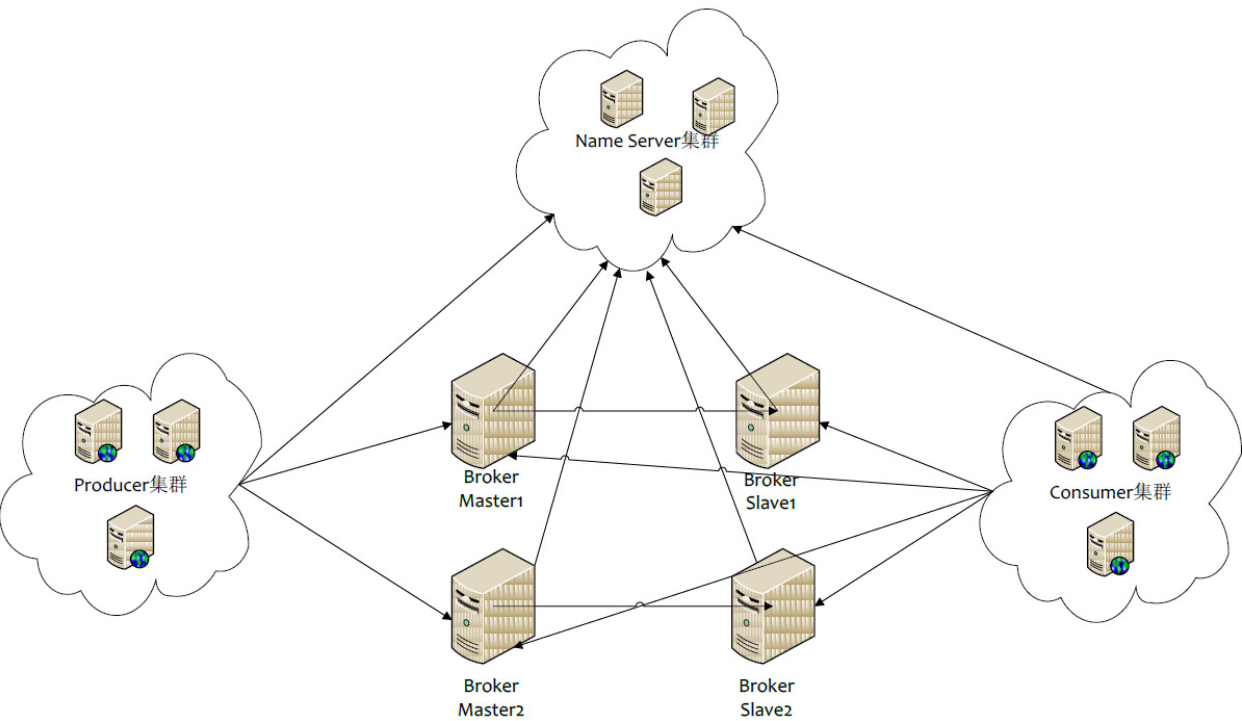 Name Server集群
Producer集群
Broker
Master1
Broker
Slave1
Consumer集群
Broker
Master2
Broker
Slave2